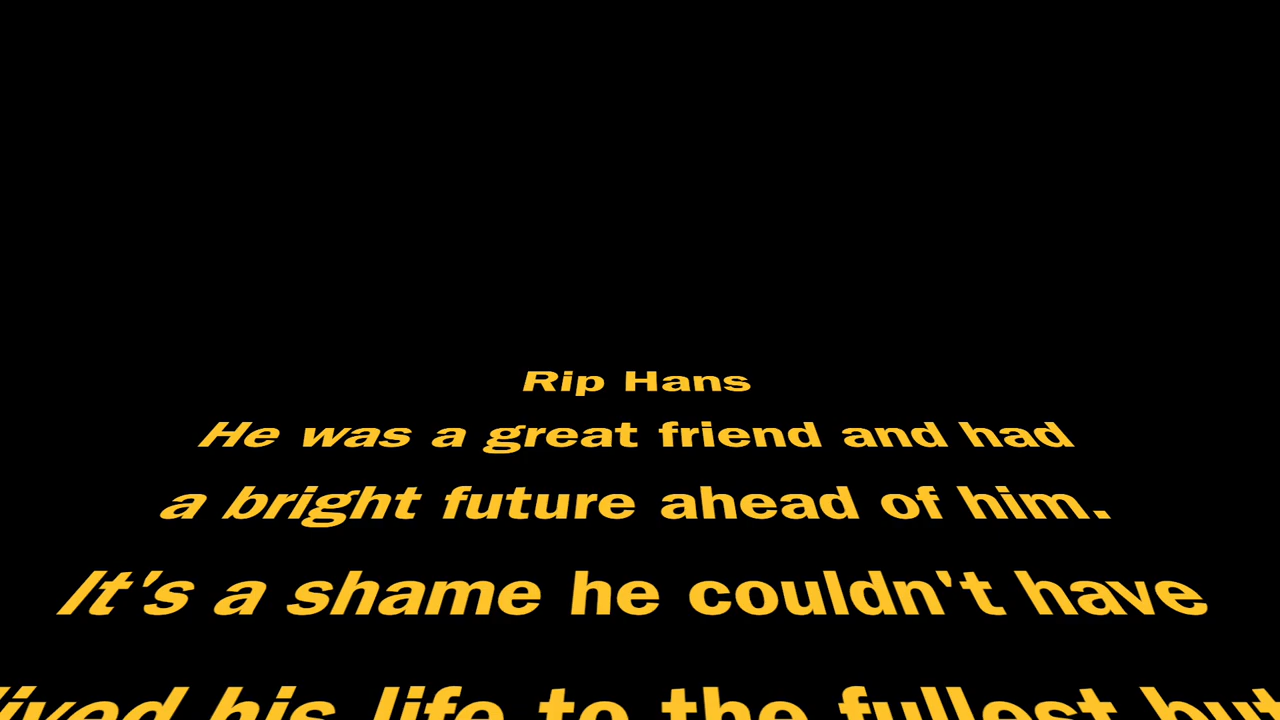 Rip Hans
He was a great friend and had
a bright future ahead of him.
It's a shame he couldn't have
lived his life to the fullest but